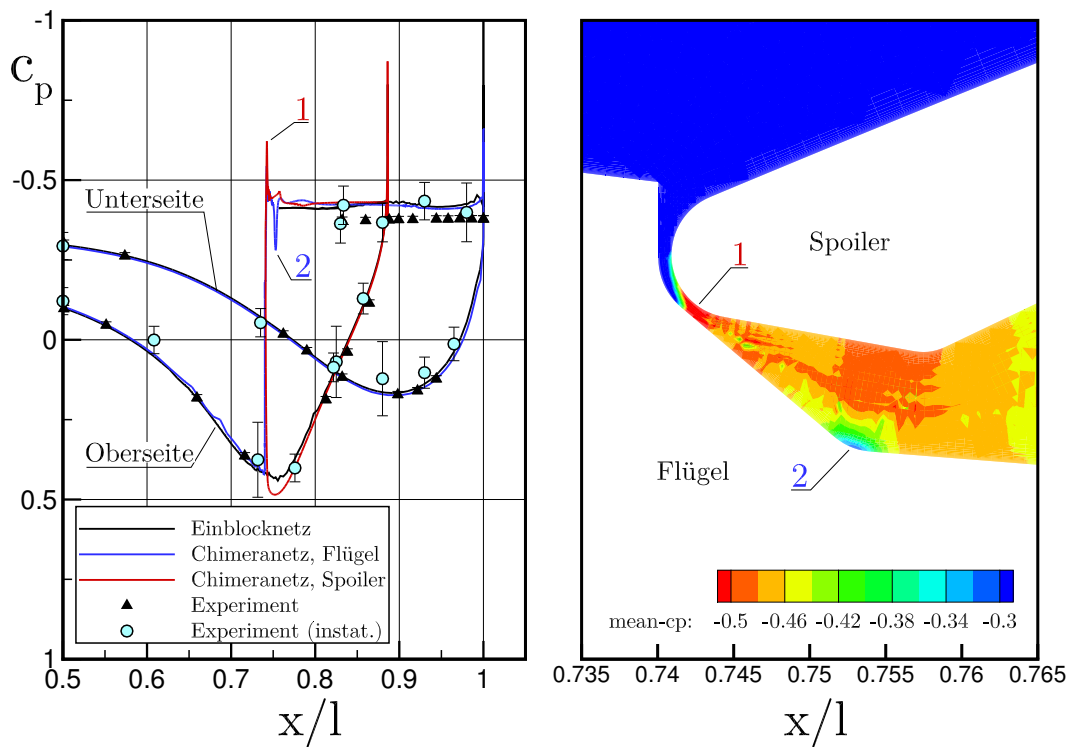 -1
c_p
-0.5
0
0.5
1
1
2
Unterseite
Oberseite
Einblocknetz
Chimeranetz, Flügel
Chimeranetz, Spoiler
Experiment
Experiment (instat.)
0.5 0.6 0.7 0.8 0.9 1
x/l
Spoiler
1
Flügel
2
mean-cp: -0.5 -0.46 -0.42 -0.38 -0.34 -0.3
0.735 0.74 0.745 0.75 0.755 0.76 0.765
x/l